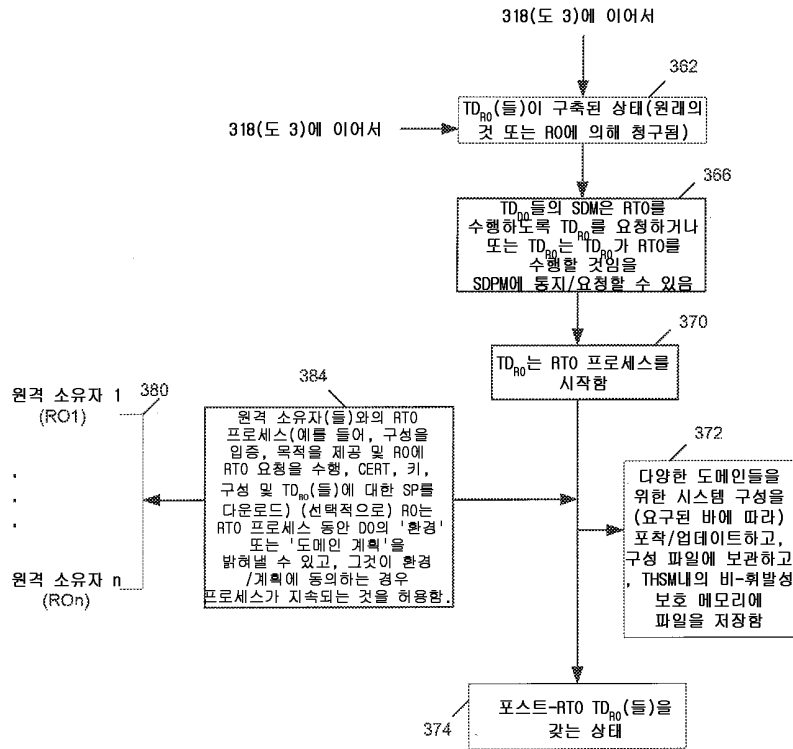 318(도 3)에 이어서
362
TD_RO(들)이 구축된 상태(원래의
것 또는 RO에 의해 청구됨)
318(도 3)에 이어서
366
TD_DO들의 SDM은 RTO를
수행하도록 TD_RO를 요청하거나
또는 TD_RO는 TD_RO가 RTO를
수행할 것임을
SDPM에 통지/요청할 수 있음
370
TD_RO는 RTO 프로세스를
시작함
원격 소유자 1
(RO1)
380
384
원격 소유자(들)와의 RTO
프로세스(예를 들어, 구성을
입증, 목적을 제공 및 RO에
RTO 요청을 수행, CERT, 키,
구성 및 TD_RO(들)에 대한 SP를
다운로드) (선택적으로) RO는
RTO 프로세스 동안 DO의 '환경'
또는 '도메인 계획'을
밝혀낼 수 있고, 그것이 환경
/계획에 동의하는 경우
프로세스가 지속되는 것을 허용함.
.
.
.
원격 소유자 n
(ROn)
372
다양한 도메인들을
위한 시스템 구성을
(요구된 바에 따라)
포착/업데이트하고,
구성 파일에 보관하고
, THSM내의 비-휘발성
보호 메모리에
파일을 저장함
374
포스트-RTO TD_RO(들)을
갖는 상태